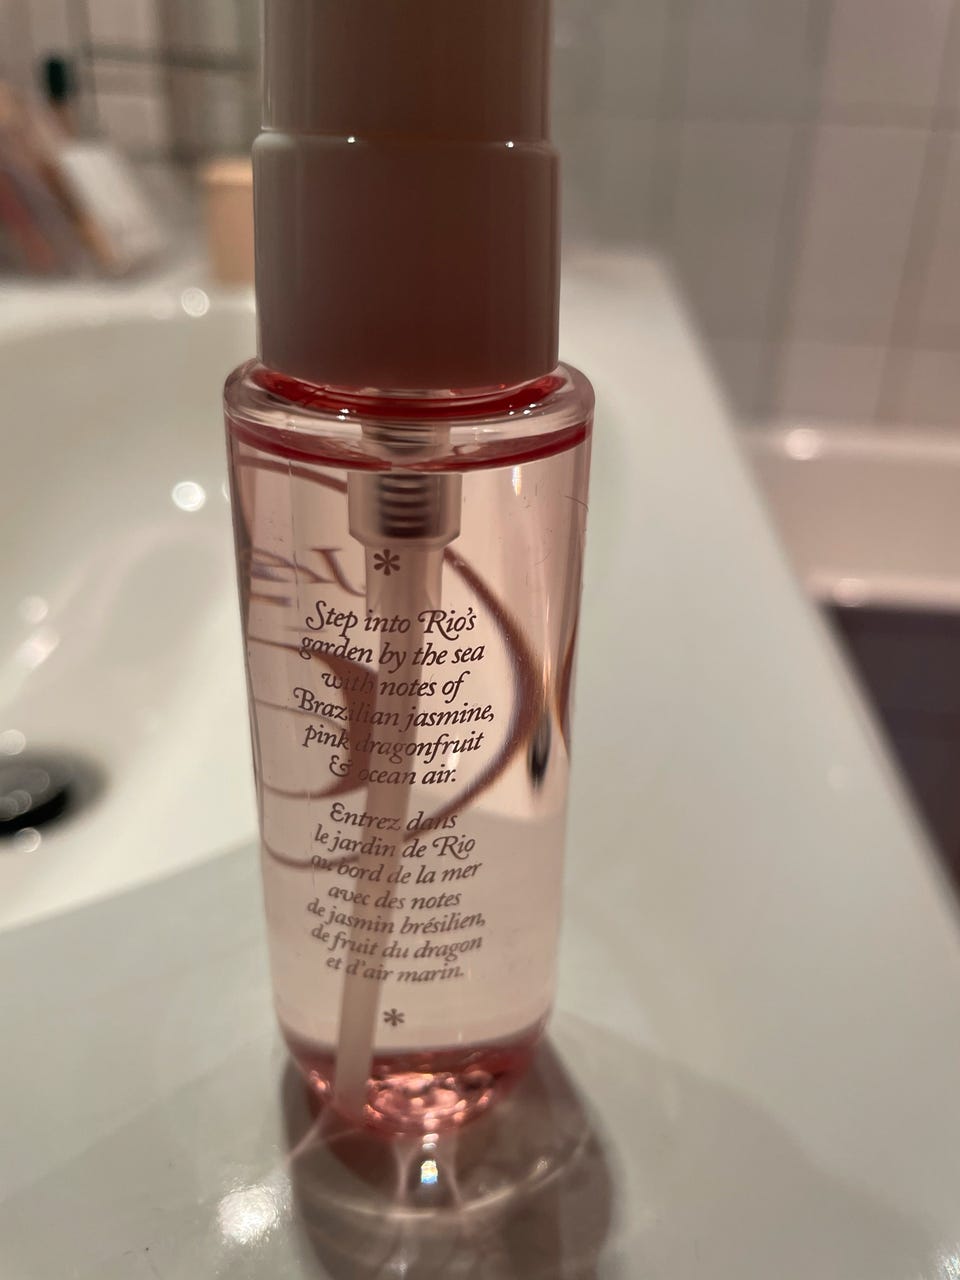 *
Step into Rio's
garden by the sea
with notes of
Brazilian jasmine,
pink dragonfruit
& ocean air.
Entrez dans
le jardin de Rio
au bord de la mer
avec des notes
de jasmin brésilien,
de fruit du dragon
et d'air marin.
*